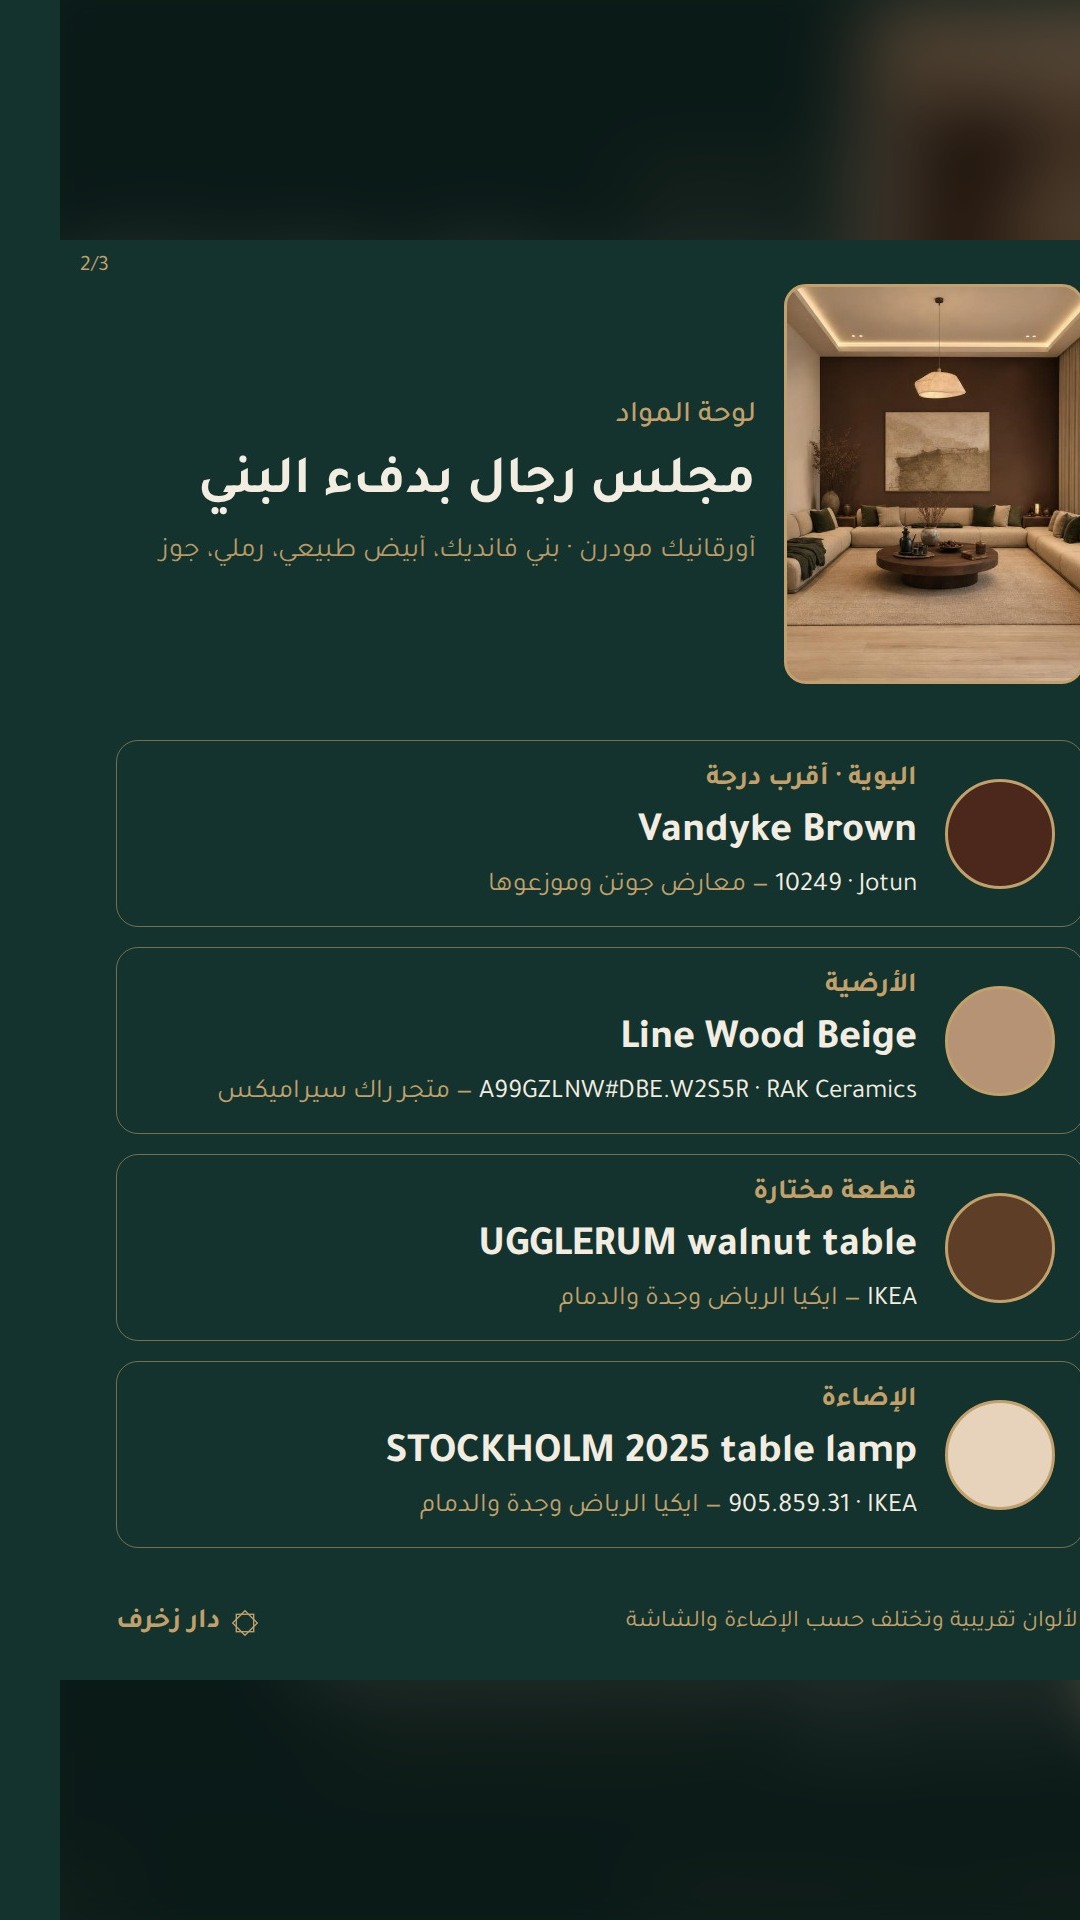 2/3
لوحة المواد
مجلس رجال بدفء البني
أورقانيك مودرن · بني فانديك، أبيض طبيعي، رملي، جوز
البوية · أقرب درجة
Vandyke Brown
Jotun · 10249 – معارض جوتن وموزعوها
الأرضية
Line Wood Beige
RAK Ceramics · A99GZLNW#DBE.W2S5R – متجر راك سيراميكس
قطعة مختارة
UGGLERUM walnut table
IKEA – ايكيا الرياض وجدة والدمام
الإضاءة
STOCKHOLM 2025 table lamp
IKEA · 905.859.31 – ايكيا الرياض وجدة والدمام
لألوان تقريبية وتختلف حسب الإضاءة والشاشة
دار زخرف